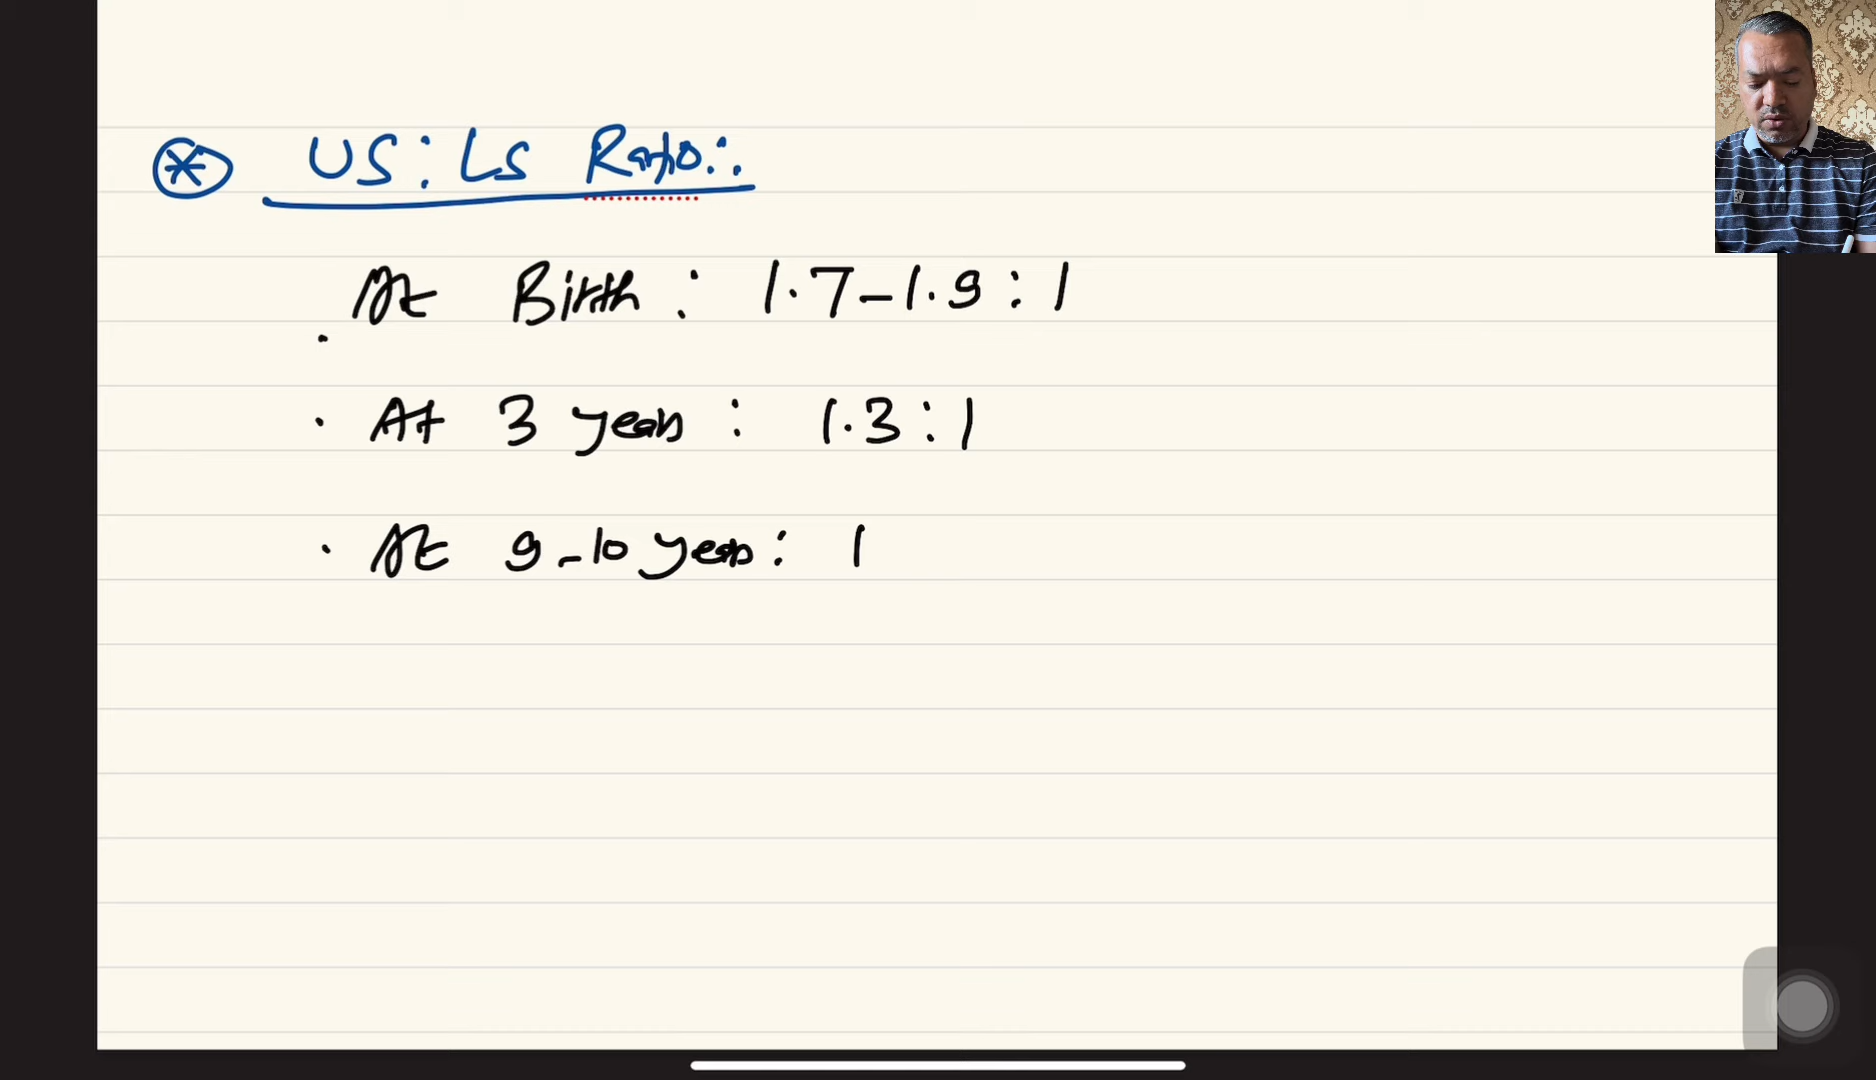 US: LS Ratio:.
At Birth: 1.7-1.9:1
. At 3 years: 1.3:1
. At 9-10 years: 1